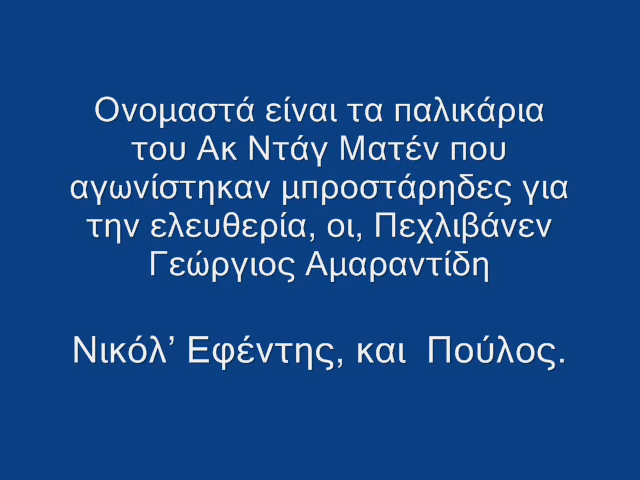 Ονομαστά είναι τα παλικάρια
του Ακ Ντάγ Ματέν που
αγωνίστηκαν μπροστάρηδες για
την ελευθερία, οι, Πεχλιβάνεν
Γεώργιος Αμαραντίδη
Νικόλ’ Εφέντης, και  Πούλος.